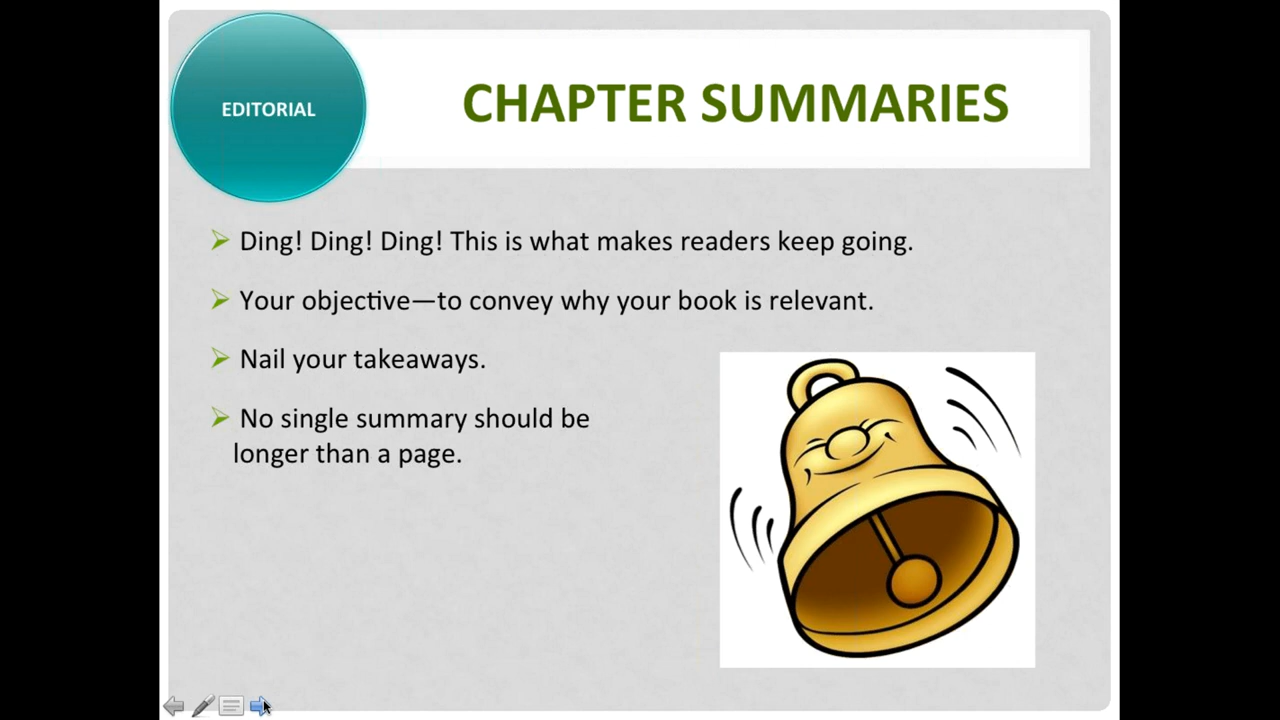 EDITORIAL
CHAPTER SUMMARIES
Ding! Ding! Ding! This is what makes readers keep going.
Your objective—to convey why your book is relevant.
Nail your takeaways.
No single summary should be
longer than a page.